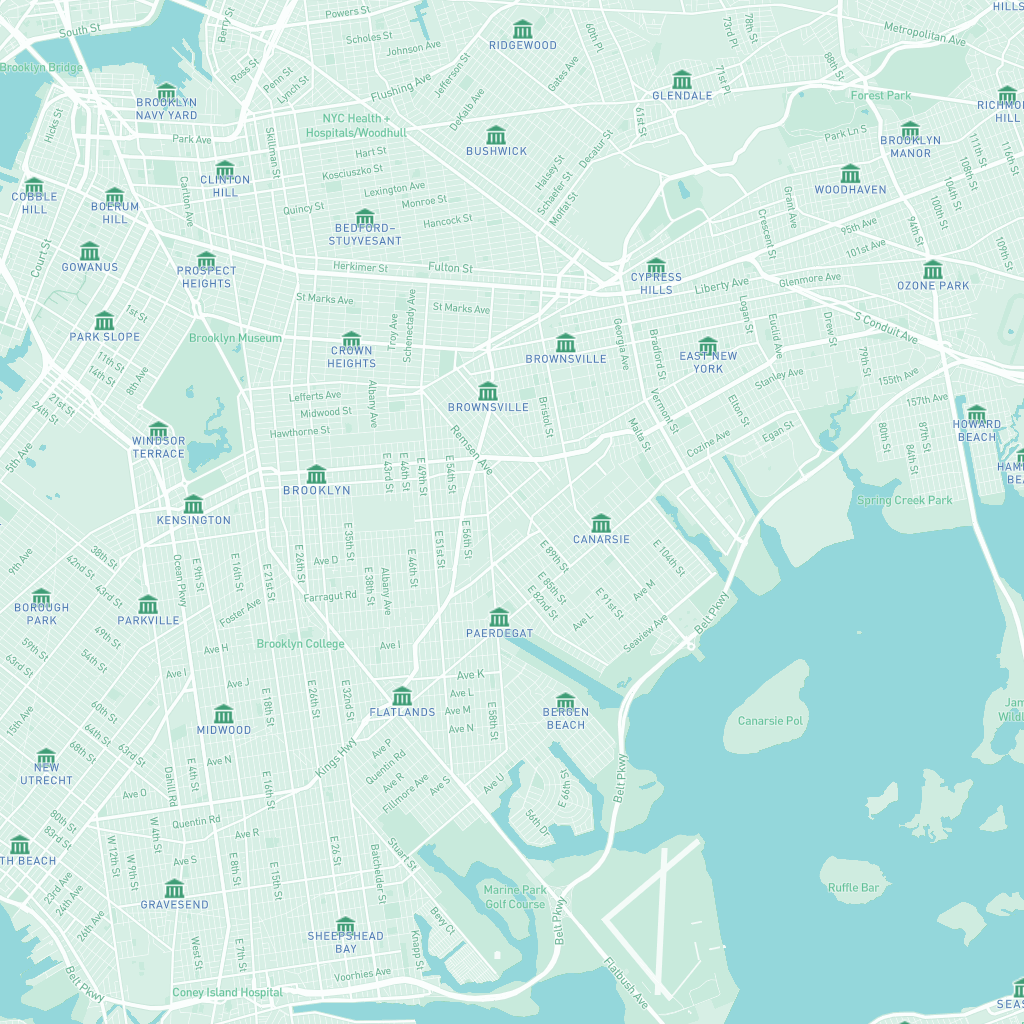 Powers St
HILLS
South St
Berry St
Scholes St
Johnson Ave
RIDGEWOOD
60th Pl
73rd Pl
78th St
Metropolitan Ave
Brooklyn Bridge
Ross St
Penn St
Lynch St
Flushing Ave
Jefferson St
Gates Ave
71st Pl
88th St
BROOKLYN
NAVY YARD
DeKalb Ave
GLENDALE
Forest Park
RICHMO
HILL
Hicks St
Park Ave
Skillman St
NYC Health +
Hospitals/Woodhull
BUSHWICK
61st St
Park Ln S
BROOKLYN
MANOR
111th St
116th St
Hart St
Decatur St
Kosciuszko St
Halsey St
CLINTON
HILL
Lexington Ave
Schaefer St
WOODHAVEN
108th St
104th St
COBBLE
HILL
BOERUM
HILL
Carlton Ave
Quincy St
Monroe St
Moffat St
Grant Ave
100th St
Hancock St
BEDFORD-
STUYVESANT
Crescent St
95th Ave
94th St
101st Ave
109th St
Court St
GOWANUS
PROSPECT
HEIGHTS
Herkimer St
Fulton St
CYPRESS
HILLS
Liberty Ave
Glenmore Ave
OZONE PARK
1st St
St Marks Ave
St Marks Ave
Troy Ave
Schenectady Ave
Georgia Ave
Bradford St
Logan St
Euclid Ave
Drew St
S Conduit Ave
PARK SLOPE
Brooklyn Museum
CROWN
HEIGHTS
BROWNSVILLE
EAST NEW
YORK
79th St
11th St
14th St
8th Ave
Stanley Ave
155th Ave
Lefferts Ave
Albany Ave
BROWNSVILLE
Bristol St
Vermont St
Elton St
157th Ave
21st St
24th St
Midwood St
Hawthorne St
Remsen Ave
Malta St
Cozine Ave
Egan St
80th St
84th St
87th St
HOWARD
BEACH
WINDSOR
TERRACE
5th Ave
E 43rd St
E 46th St
E 49th St
E 54th St
HAM
BEA
BROOKLYN
Spring Creek Park
KENSINGTON
E 35th St
E 51st St
E 56th St
CANARSIE
9th Ave
38th St
42nd St
43rd St
Ocean Pkwy
E 9th St
E 16th St
E 21st St
E 26th St
Ave D
E 38th St
Albany Ave
E 46th St
E 89th St
E 104th St
Farragut Rd
E 85th St
E 82nd St
E 91st St
Ave M
BOROUGH
PARK
PARKVILLE
Foster Ave
PAERDEGAT
Ave L
Belt Pkwy
Seaview Ave
49th St
59th St
54th St
63rd St
Ave H
Brooklyn College
Ave I
Ave I
Ave J
Ave K
Ave L
Ave M
Ave N
E 18th St
E 26th St
E 32nd St
FLATLANDS
E 58th St
BERGEN
BEACH
Canarsie Pol
Jam
Wildl
15th Ave
60th St
64th St
68th St
63rd St
MIDWOOD
Kings Hwy
Ave P
Quentin Rd
Ave R
Fillmore Ave
Ave S
Ave U
E 66th St
Belt Pkwy
NEW
UTRECHT
Ave N
Dahill Rd
E 4th St
E 16th St
Ave O
80th St
83rd St
W 4th St
Quentin Rd
Ave R
56th Dr
TH BEACH
W 12th St
W 9th St
Ave S
E 8th St
E 15th St
E 26 St
Batchelder St
Stuart St
23rd Ave
24th Ave
26th Ave
GRAVESEND
Marine Park
Golf Course
Ruffle Bar
SHEEPSHEAD
BAY
Bevy Ct
Knapp St
Belt Pkwy
West St
E 7th St
Voorhies Ave
Belt Pkwy
Coney Island Hospital
Flatbush Ave
SEAS